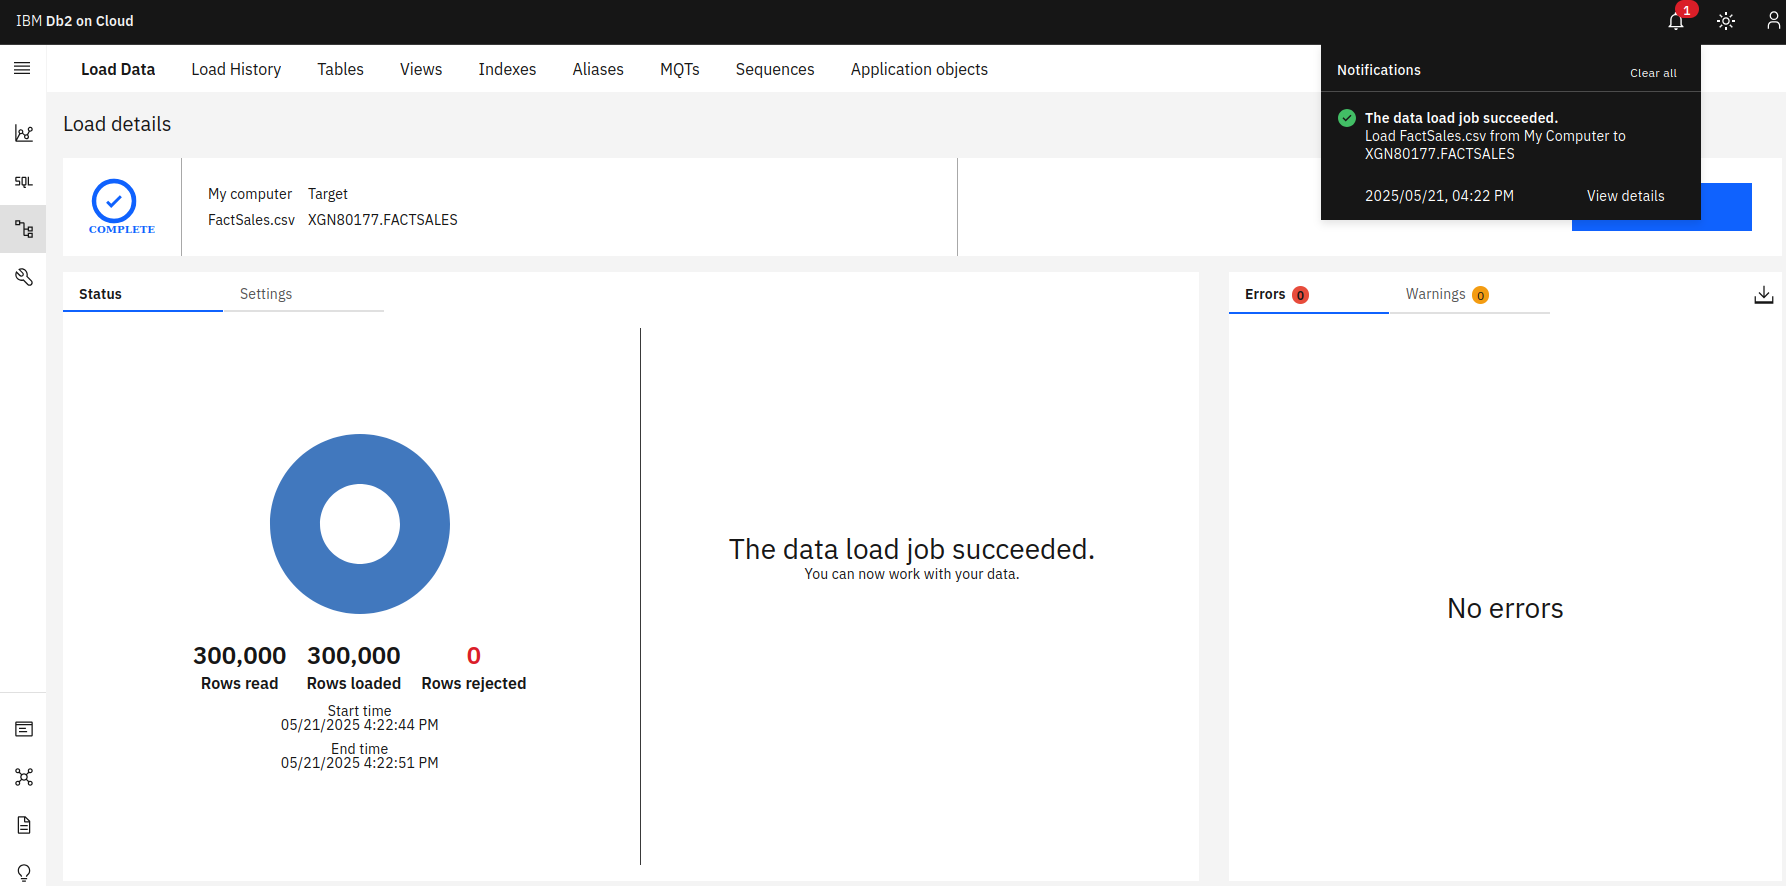 IBM Db2 on Cloud
1
Load Data
Load History
Tables
Views
Indexes
Aliases
MQTs
Sequences
Application objects
Notifications
Clear all
The data load job succeeded.
Load FactSales.csv from My Computer to
XGN80177.FACTSALES
2025/05/21, 04:22 PM
View details
SQL
Load details
COMPLETE
My computer Target
FactSales.csv XGN80177.FACTSALES
Status
Settings
300,000 300,000 0
Rows read Rows loaded Rows rejected
Start time
05/21/2025 4:22:44 PM
End time
05/21/2025 4:22:51 PM
The data load job succeeded.
You can now work with your data.
Errors 0
Warnings 0
No errors